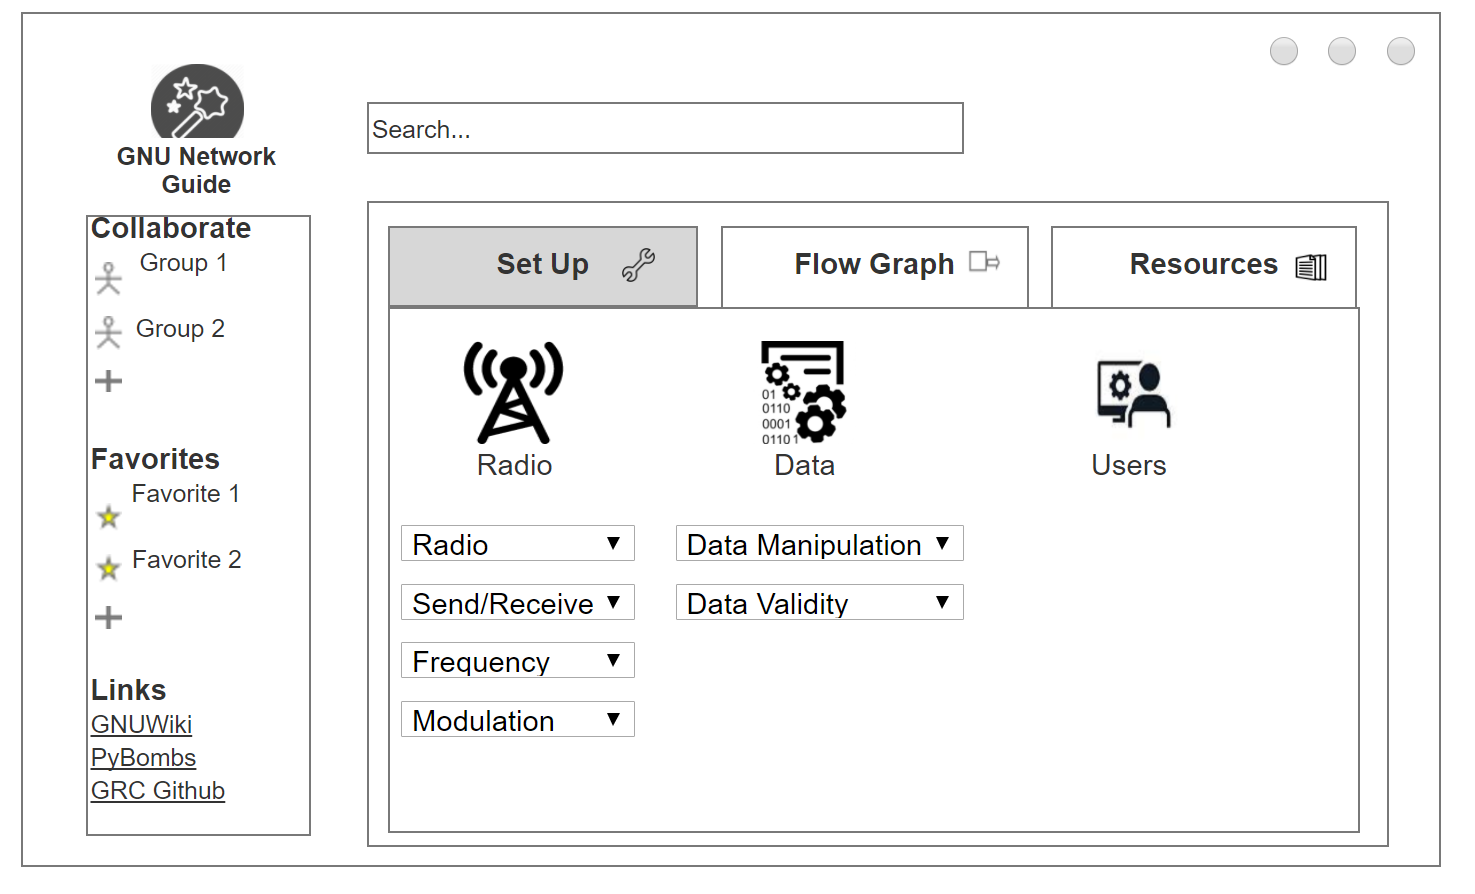 GNU Network
Guide
Search...
Collaborate
Group 1
Group 2
Favorites
Favorite 1
Favorite 2
Links
GNUWiki
PyBombs
GRC Github
Set Up
Flow Graph
Resources
01
0110
0001
01101
Radio
Data
Users
Radio
Data Manipulation
Send/Receive
Data Validity
Frequency
Modulation